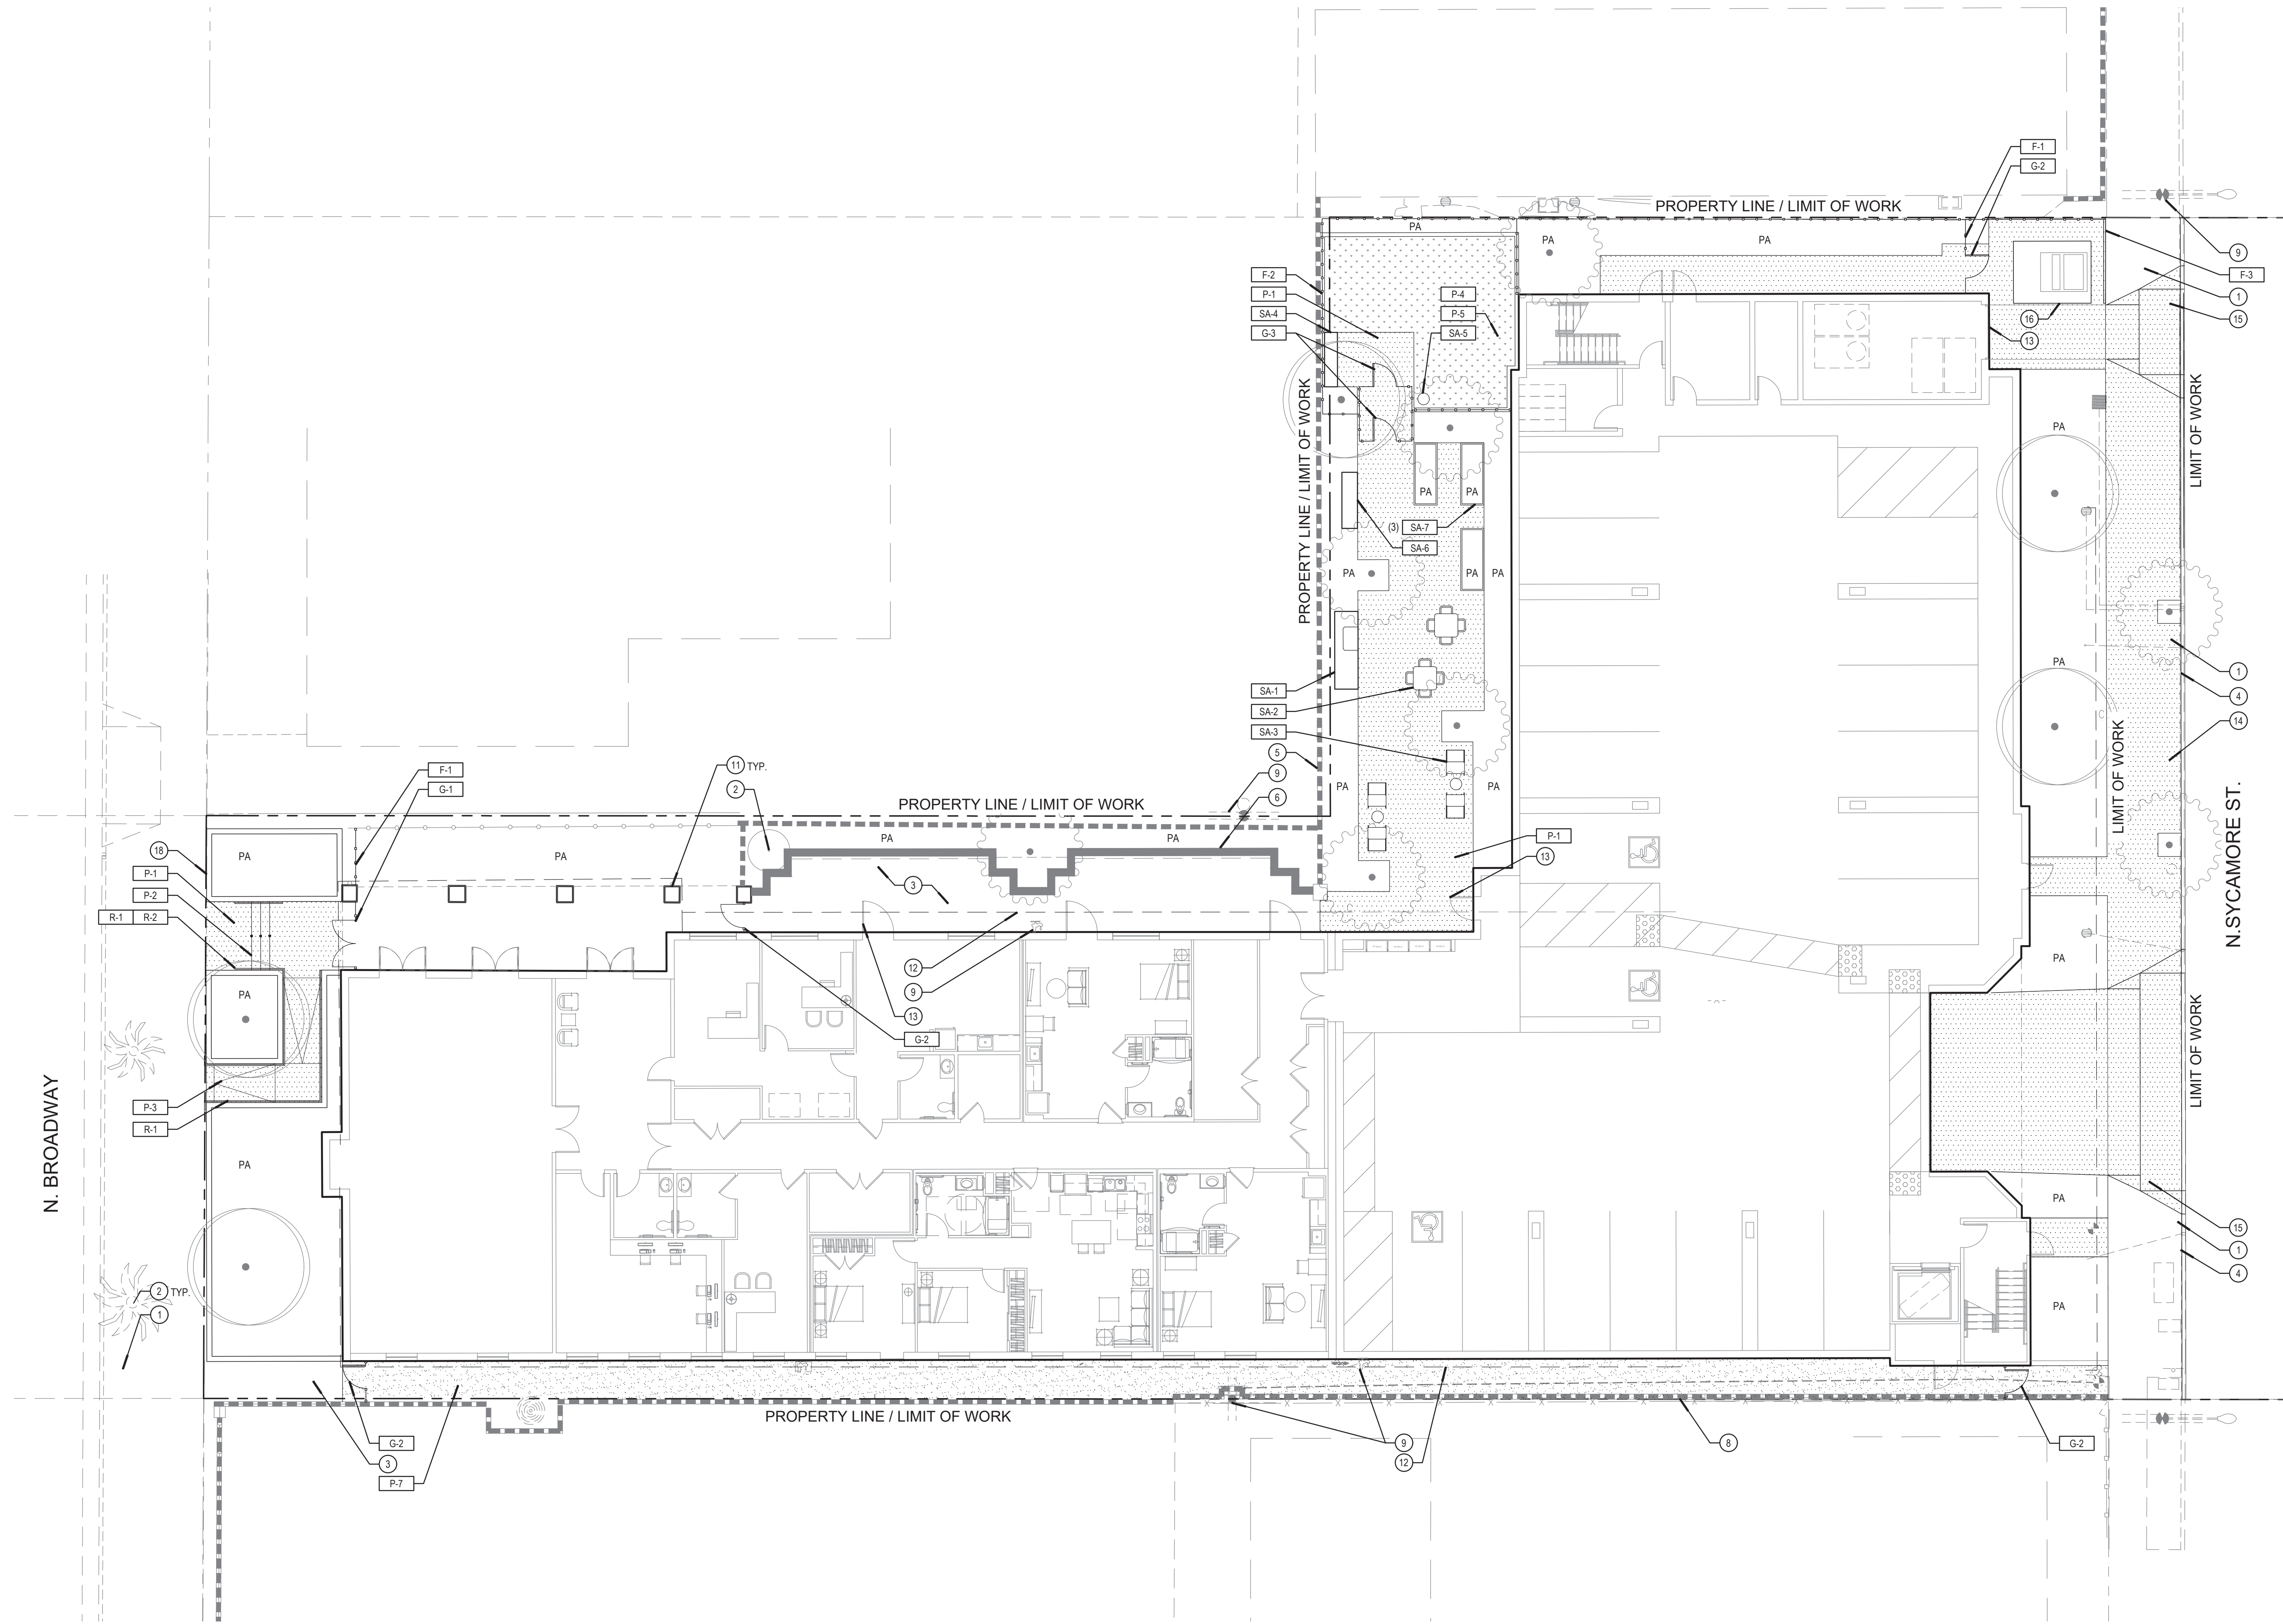 F-1
G-2
PROPERTY LINE / LIMIT OF WORK
PA
PA
PA
9
F-3
1
15
16
13
F-2
P-1
SA-4
G-3
P-4
P-5
SA-5
PROPERTY LINE / LIMIT OF WORK
LIMIT OF WORK
PA
PA
PA
(3) SA-7
SA-6
PA
PA
PA
PA
1
4
14
SA-1
SA-2
SA-3
5
9
6
PA
PA
LIMIT OF WORK
N.SYCAMORE ST.
F-1
G-1
11 TYP.
2
PROPERTY LINE / LIMIT OF WORK
18
P-1
P-2
R-1 R-2
PA
PA
PA
PA
3
P-1
13
12
9
13
G-2
PA
PA
LIMIT OF WORK
P-3
R-1
N. BROADWAY
PA
PA
PA
15
1
4
2 TYP.
1
PROPERTY LINE / LIMIT OF WORK
G-2
3
P-7
9
12
8
G-2